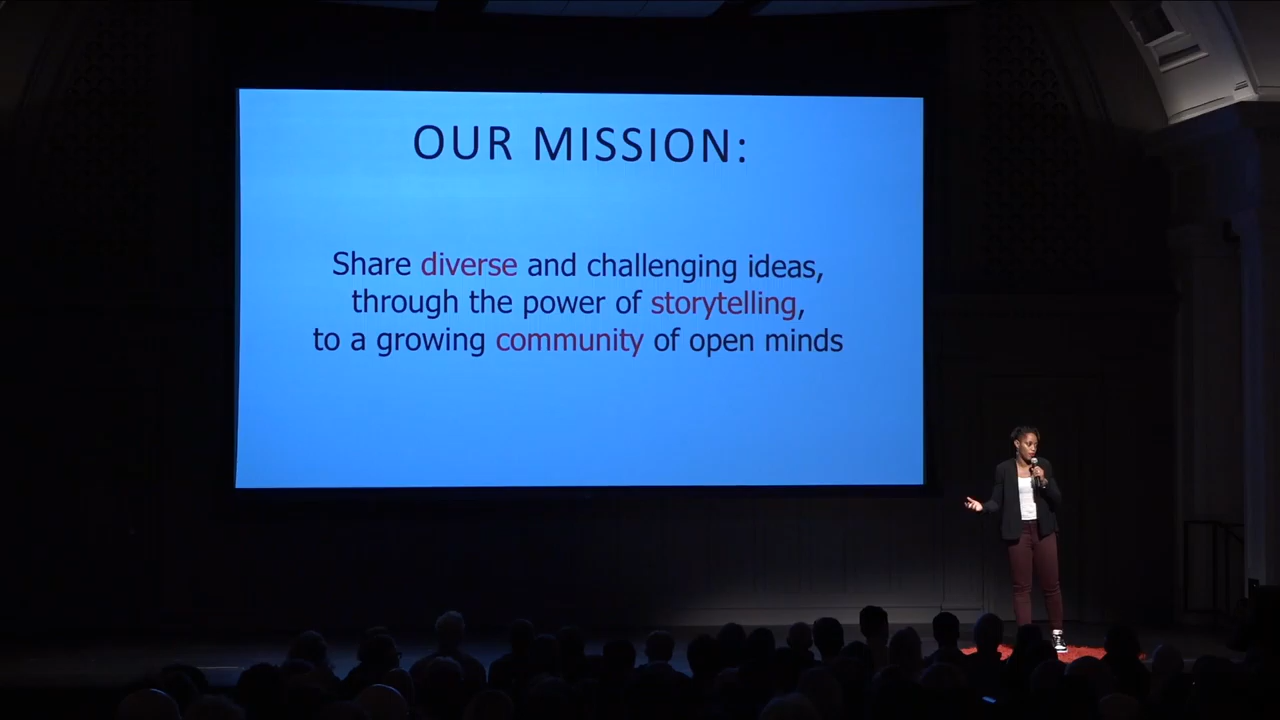 OUR MISSION:
Share diverse and challenging ideas,
through the power of storytelling,
to a growing community of open minds